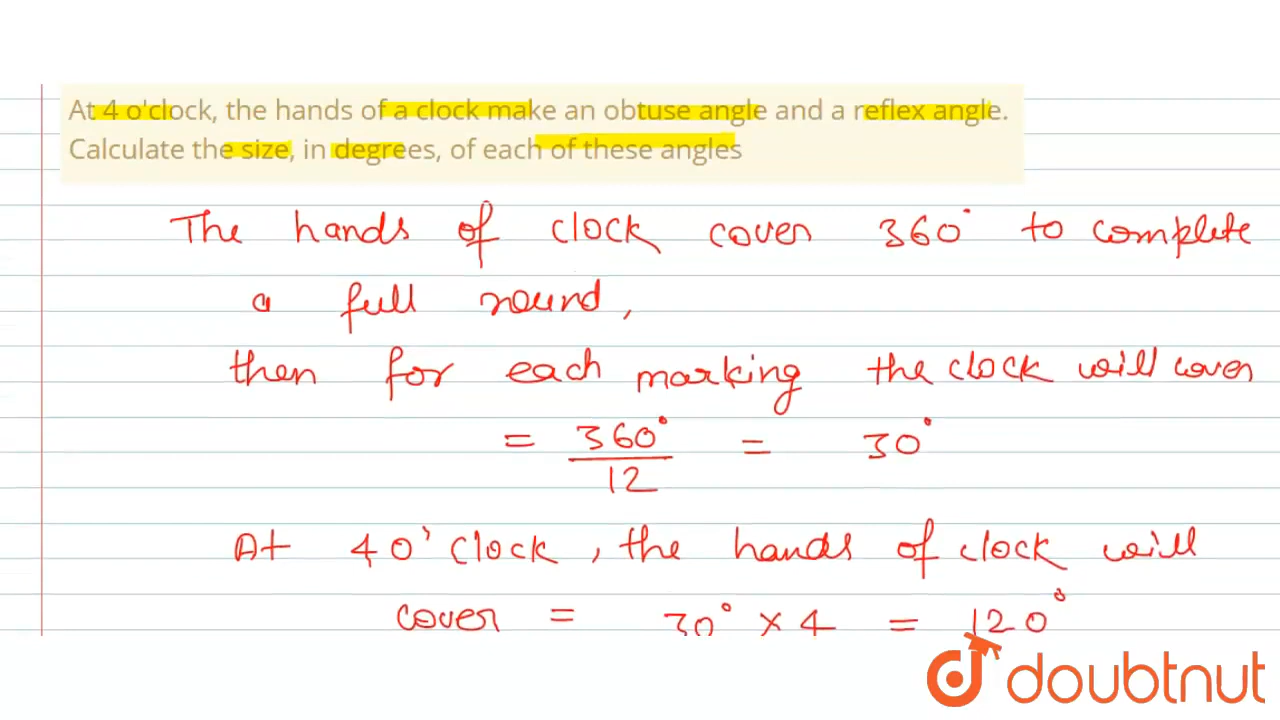 At 4 o'clock, the hands of a clock make an obtuse angle and a reflex angle.
Calculate the size, in degrees, of each of these angles
The hands of clock cover 360° to complete
a full round,
then for each marking the clock will cover
= 360° / 12 = 30°
At 4 O' Clock, the hands of clock will
cover = 30° × 4 = 120°
doubtnut